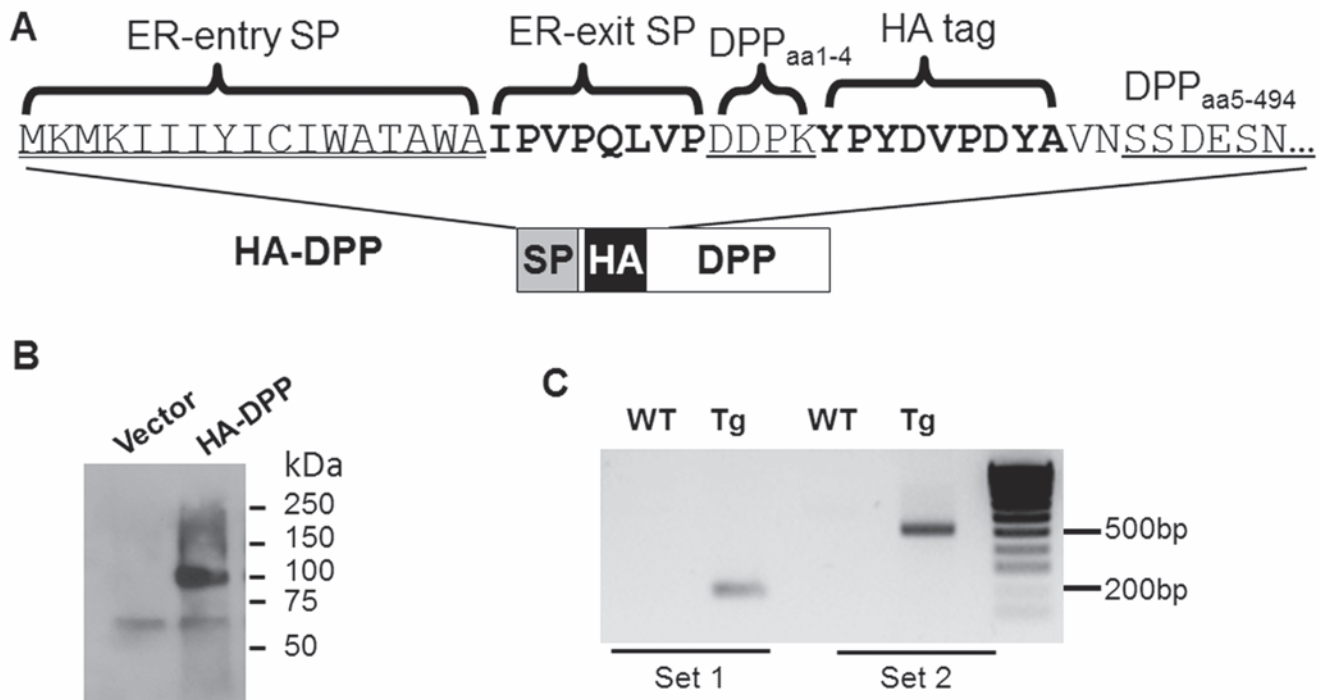 A
ER-entry SP
ER-exit SP
DPPaa1-4
HA tag
DPPaa5-494
MKMKIIIYICIWATAWAIPVPQLVPDDPKYPYDVPDYAVNSSDESN...
HA-DPP
SP
HA
DPP
B
Vector
HA-DPP
kDa
250
150
100
75
50
C
WT
Tg
WT
Tg
500bp
200bp
Set 1
Set 2